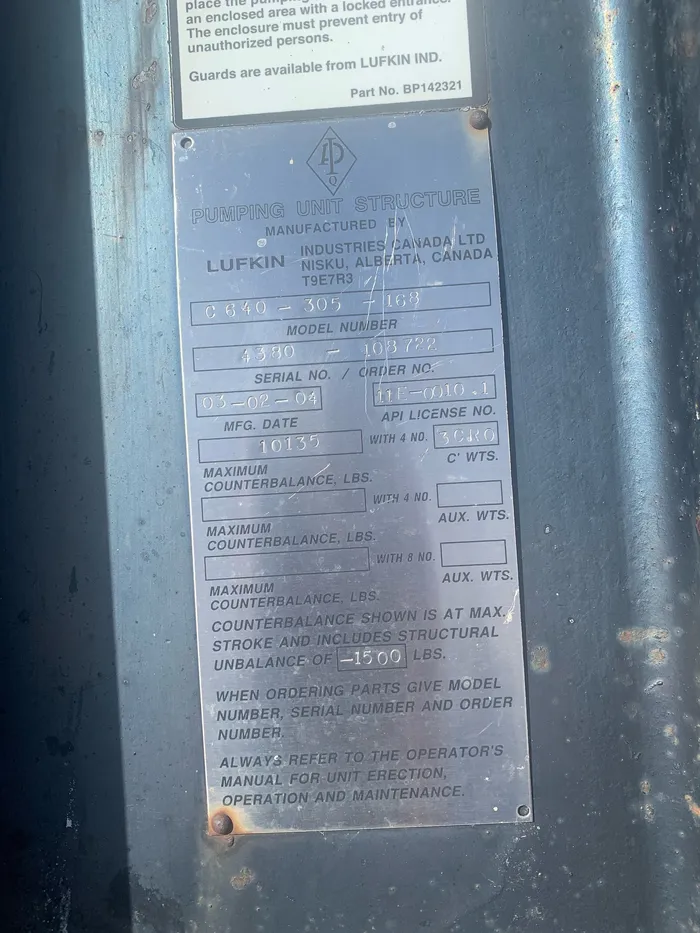 place the pumping
an enclosed area with a locked entrance.
The enclosure must prevent entry of
unauthorized persons.
Guards are available from LUFKIN IND.
Part No. BP142321
PUMPING UNIT STRUCTURE
MANUFACTURED BY
LUFKIN INDUSTRIES CANADA LTD
NISKU, ALBERTA, CANADA
T9E7R3
C 640 - 305 - 168
MODEL NUMBER
4380 - 108722
SERIAL NO. / ORDER NO.
03-02-04 11E-0010.1
MFG. DATE API LICENSE NO.
10135 WITH 4 NO. 3CRO
MAXIMUM C' WTS.
COUNTERBALANCE, LBS.
WITH 4 NO.
MAXIMUM AUX. WTS.
COUNTERBALANCE, LBS.
WITH 8 NO.
MAXIMUM AUX. WTS.
COUNTERBALANCE, LBS.
COUNTERBALANCE SHOWN IS AT MAX.
STROKE AND INCLUDES STRUCTURAL
UNBALANCE OF -1500 LBS.
WHEN ORDERING PARTS GIVE MODEL
NUMBER, SERIAL NUMBER AND ORDER
NUMBER.
ALWAYS REFER TO THE OPERATOR'S
MANUAL FOR UNIT ERECTION,
OPERATION AND MAINTENANCE.